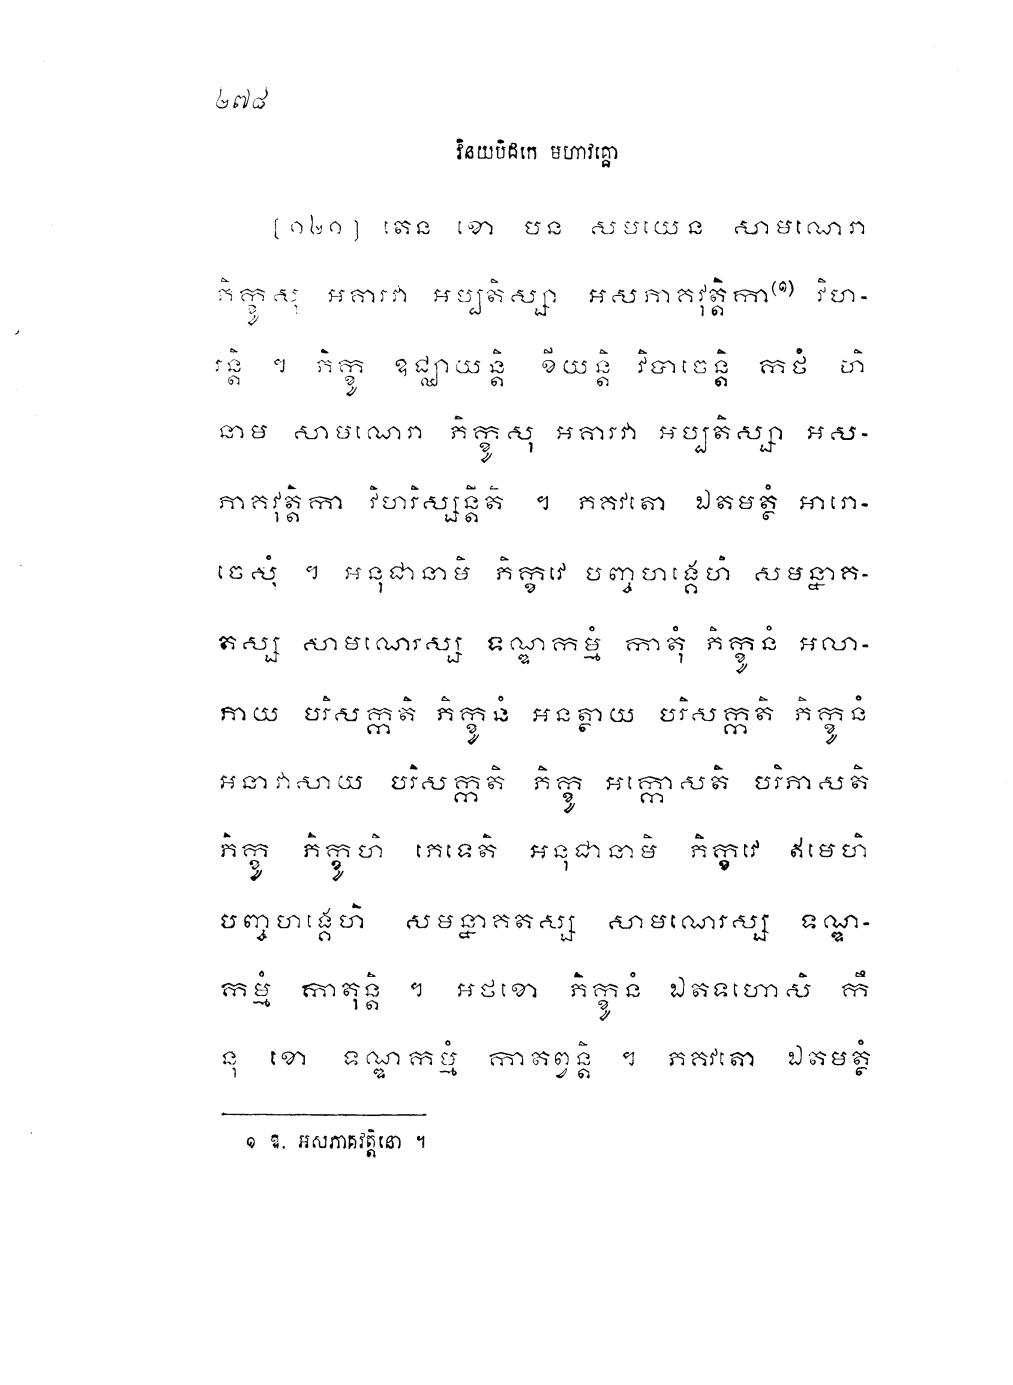 ២៧៨
វិនយបិដកេ មហាវគ្គោ
[១២១] តេន ខោ បន សមយេន សាមណេរា
ភិក្ខូសុ អគារវា អប្បតិស្សា អសភាគវុត្តិកា(១) វិហ-
រន្តិ ។ ភិក្ខូ ឧជ្ឈាយន្តិ ខីយន្តិ វិបាចេន្តិ កថំ ហិ
នាម សាមណេរា ភិក្ខូសុ អគារវា អប្បតិស្សា អស-
ភាគវុត្តិកា វិហរិស្សន្តីតិ ។ ភគវតោ ឯតមត្ថំ អារោ-
ចេសុំ ។ អនុជានាមិ ភិក្ខវេ បញ្ចហង្គេហិ សមន្នាគ-
តស្ស សាមណេរស្ស ទណ្ឌកម្មំ កាតុំ ភិក្ខូនំ អលា-
ភាយ បរិសក្កតិ ភិក្ខូនំ អនត្ថាយ បរិសក្កតិ ភិក្ខូនំ
អនាវាសាយ បរិសក្កតិ ភិក្ខូ អក្កោសតិ បរិភាសតិ
ភិក្ខូ ភិក្ខូហិ ភេទេតិ អនុជានាមិ ភិក្ខវេ ឥមេហិ
បញ្ចហង្គេហិ សមន្នាគតស្ស សាមណេរស្ស ទណ្ឌ-
កម្មំ កាតុន្តិ ។ អថខោ ភិក្ខូនំ ឯតទហោសិ កឹ
នុ ខោ ទណ្ឌកម្មំ កាតព្វន្តិ ។ ភគវតោ ឯតមត្ថំ
១ ឱ. អសភាគវត្តិនោ ។